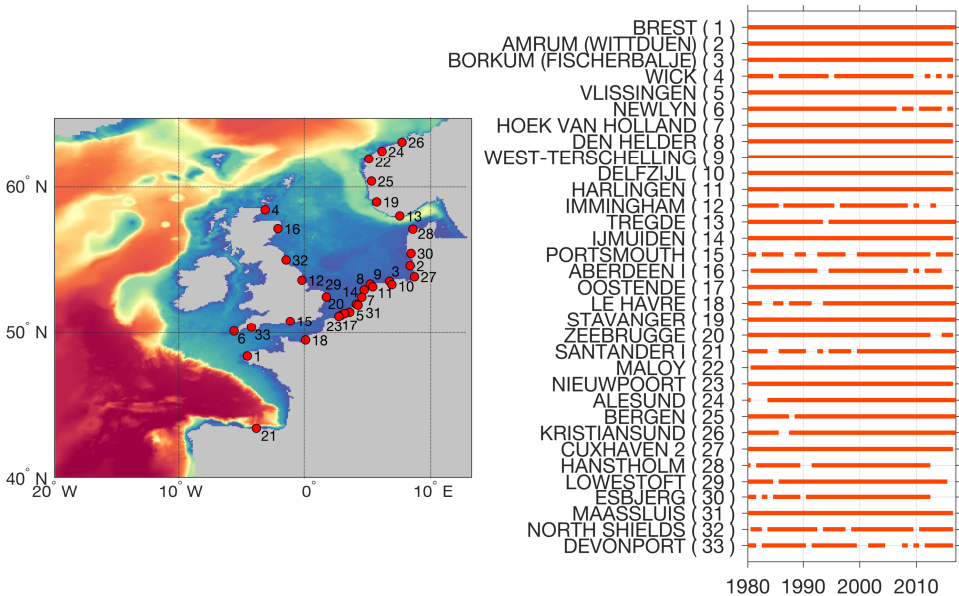 BREST ( 1 )
AMRUM (WITTDUEN) ( 2 )
BORKUM (FISCHERBALJE) ( 3 )
WICK ( 4 )
VLISSINGEN ( 5 )
NEWLYN ( 6 )
HOEK VAN HOLLAND ( 7 )
DEN HELDER ( 8 )
WEST-TERSCHELLING ( 9 )
DELFZIJL ( 10 )
HARLINGEN ( 11 )
IMMINGHAM ( 12 )
TREGDE ( 13 )
IJMUIDEN ( 14 )
PORTSMOUTH ( 15 )
ABERDEEN I ( 16 )
OOSTENDE ( 17 )
LE HAVRE ( 18 )
STAVANGER ( 19 )
ZEEBRUGGE ( 20 )
SANTANDER I ( 21 )
MALOY ( 22 )
NIEUWPOORT ( 23 )
ALESUND ( 24 )
BERGEN ( 25 )
KRISTIANSUND ( 26 )
CUXHAVEN 2 ( 27 )
HANSTHOLM ( 28 )
LOWESTOFT ( 29 )
ESBJERG ( 30 )
MAASSLUIS ( 31 )
NORTH SHIELDS ( 32 )
DEVONPORT ( 33 )
1980 1990 2000 2010
60° N
50° N
40° N
20° W 10° W 0° 10° E
26
24
22
25
19
4
13
16
28
30
32
2
9 3
8
27
12 29
10
14 11
20 7
15 31
5
23 17
6 33
18
1
21